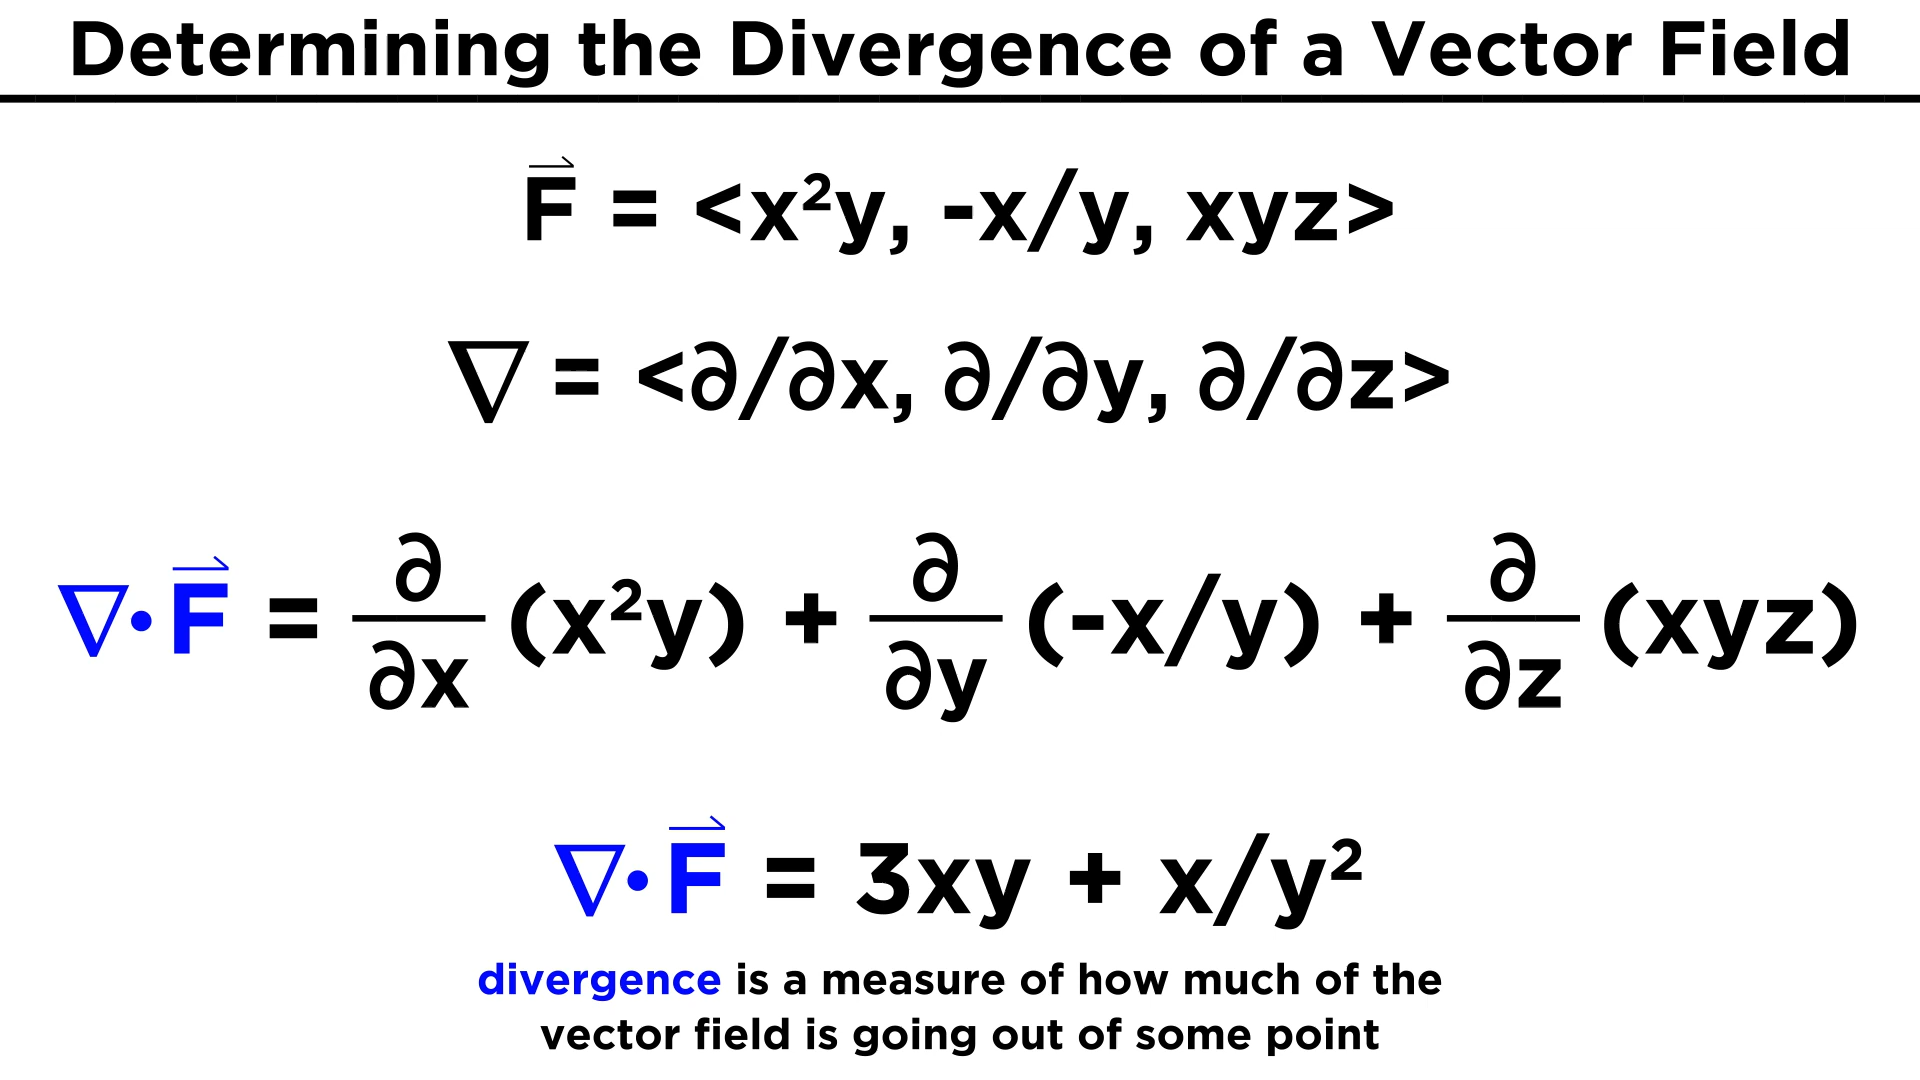 Determining the Divergence of a Vector Field
F⃗ = <x²y, -x/y, xyz>
∇ = <∂/∂x, ∂/∂y, ∂/∂z>
∇•F⃗ = ∂/∂x (x²y) + ∂/∂y (-x/y) + ∂/∂z (xyz)
∇•F⃗ = 3xy + x/y²
divergence is a measure of how much of the
vector field is going out of some point